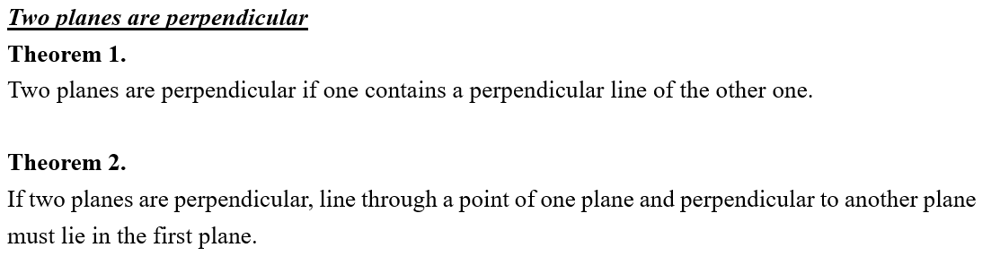 Two planes are perpendicular
Theorem 1.
Two planes are perpendicular if one contains a perpendicular line of the other one.
Theorem 2.
If two planes are perpendicular, line through a point of one plane and perpendicular to another plane
must lie in the first plane.